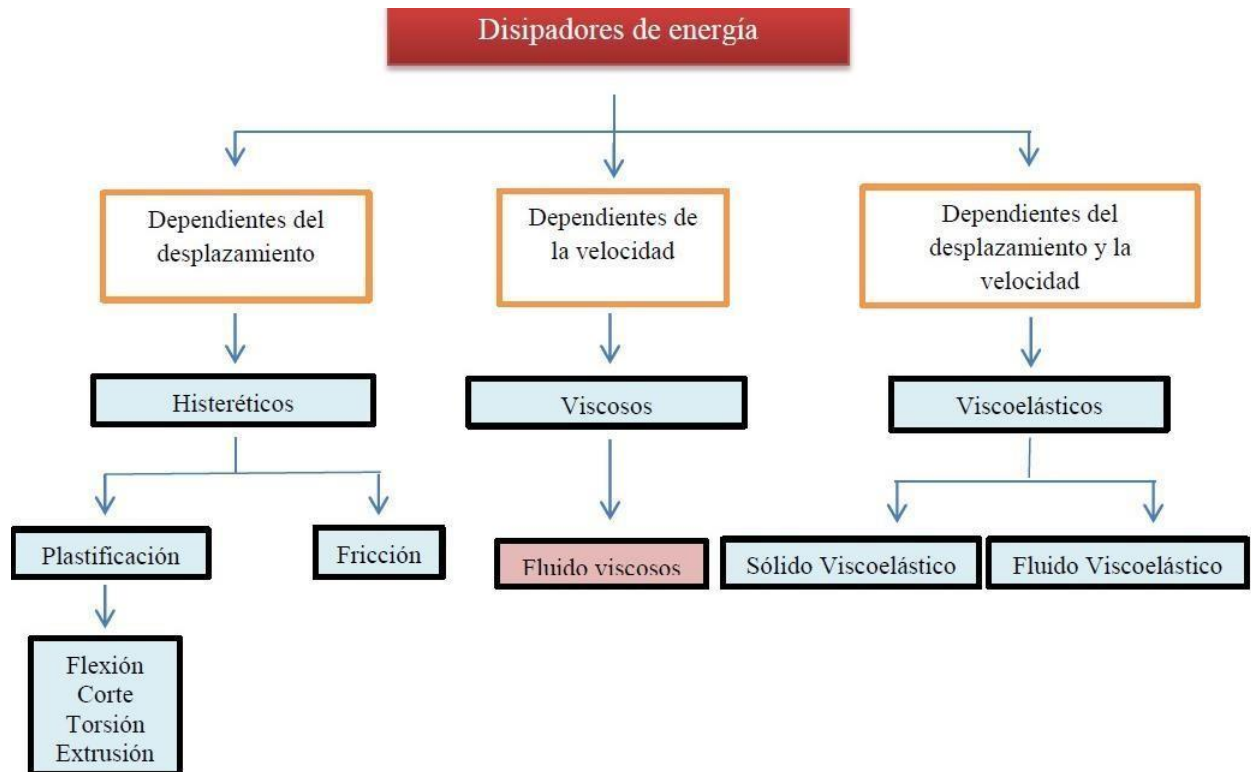 Disipadores de energía
Dependientes del
desplazamiento
Dependientes de
la velocidad
Dependientes del
desplazamiento y la
velocidad
Histeréticos
Viscosos
Viscoelásticos
Plastificación
Fricción
Fluido viscosos
Sólido Viscoelástico
Fluido Viscoelástico
Flexión
Corte
Torsión
Extrusión